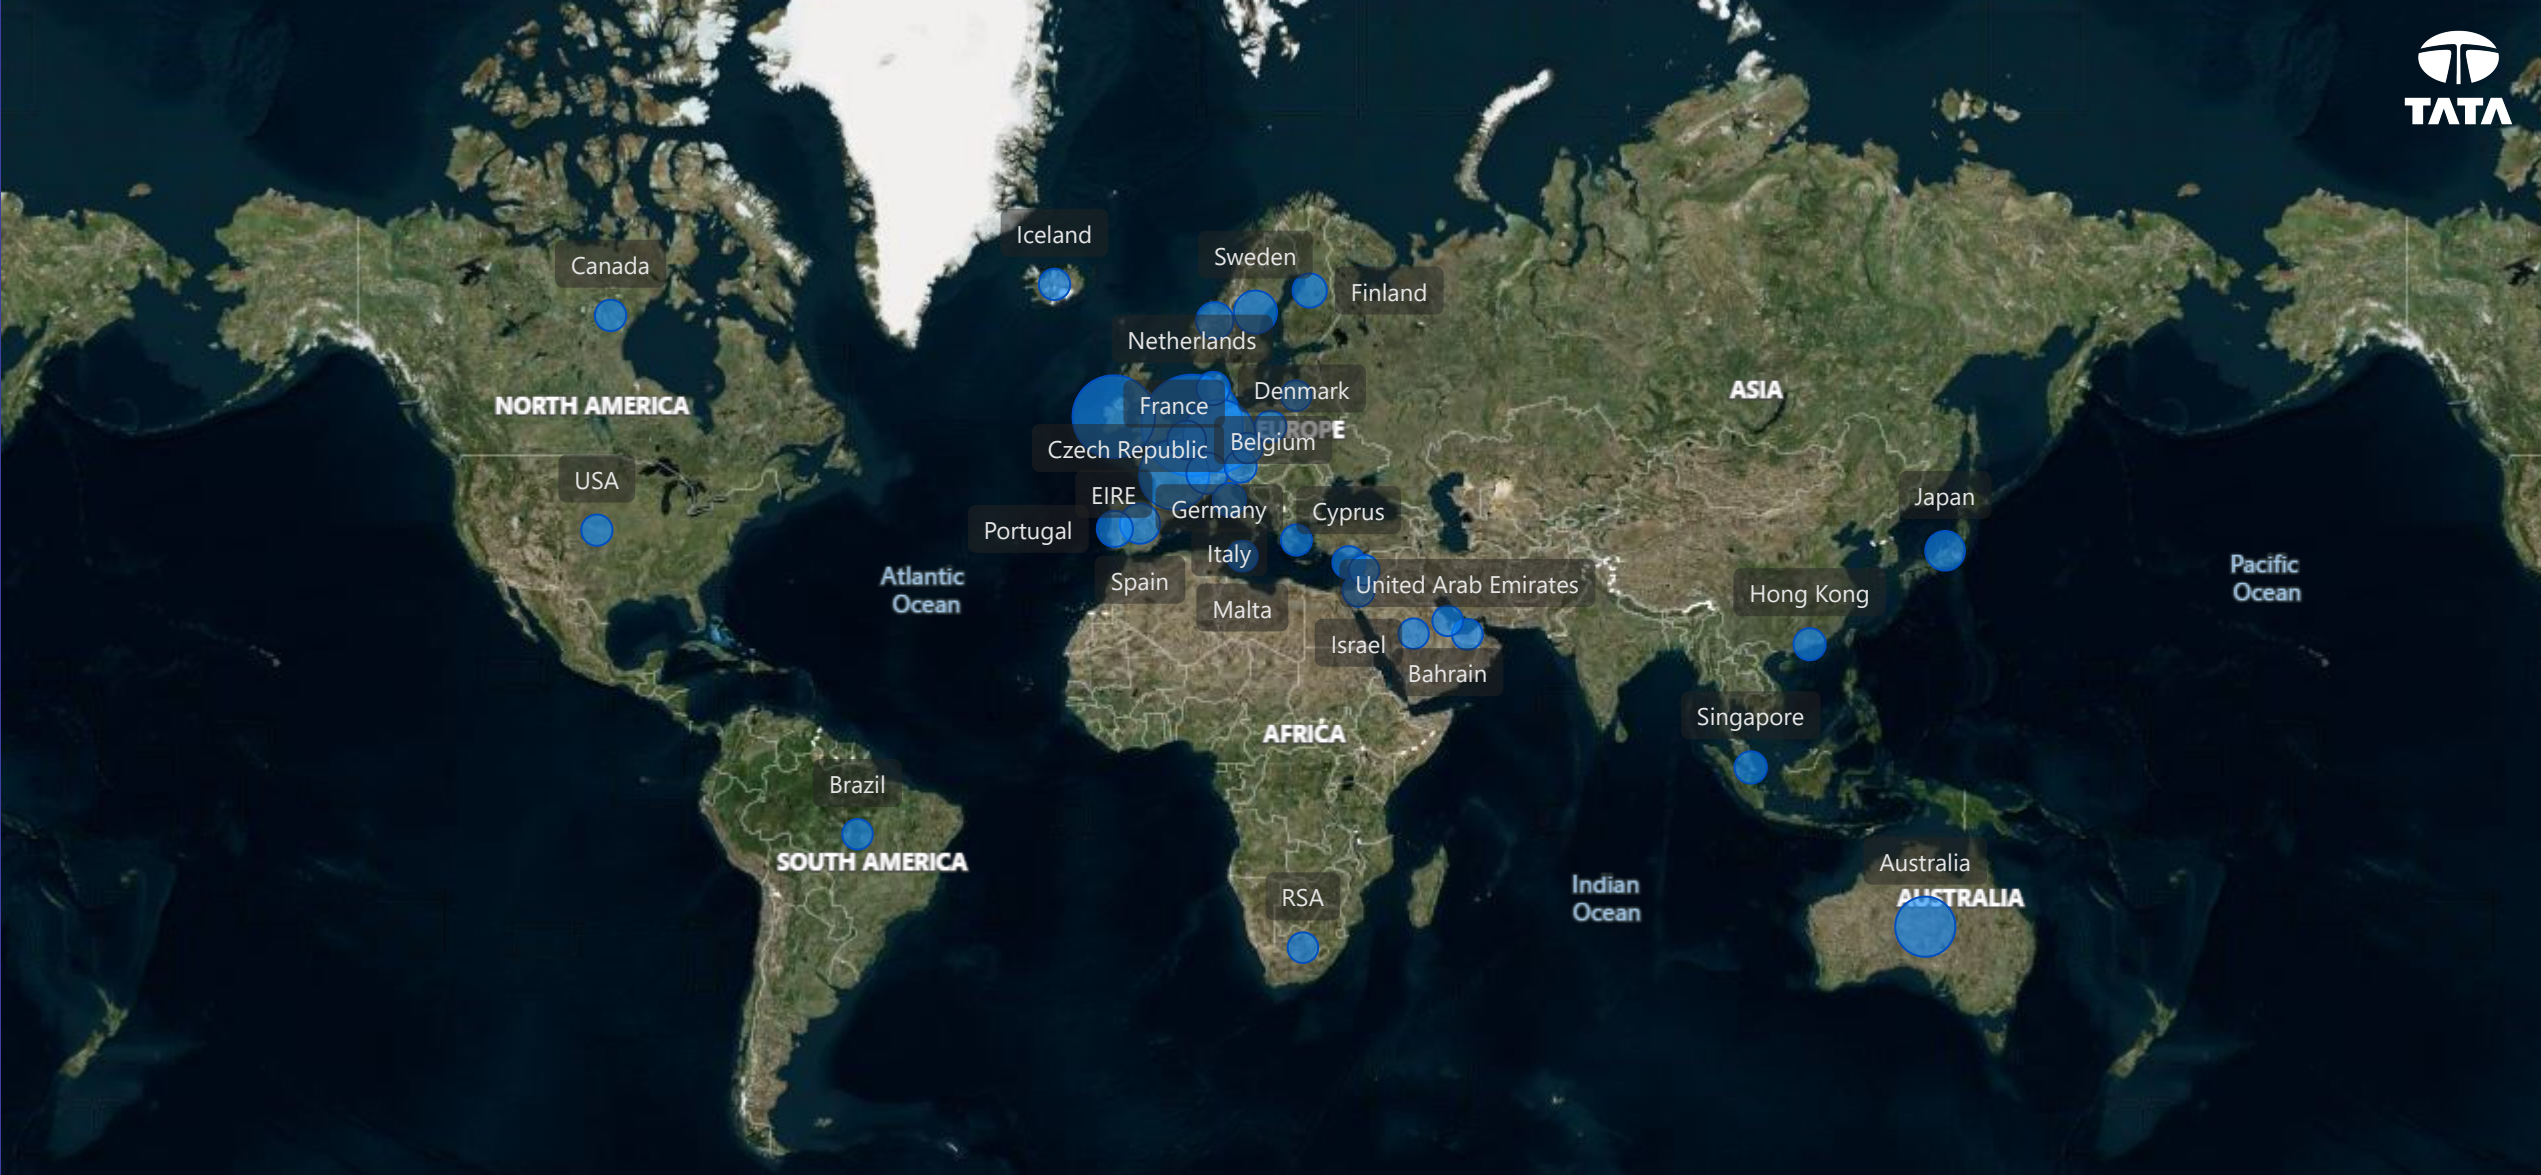 TATA
Iceland
Sweden
Canada
Finland
Netherlands
ASIA
Denmark
NORTH AMERICA
France
EUROPE
Belgium
Czech Republic
USA
EIRE
Japan
Germany
Cyprus
Portugal
Italy
Pacific
Ocean
Atlantic
Ocean
Spain
United Arab Emirates
Hong Kong
Malta
Israel
Bahrain
Singapore
AFRICA
Brazil
SOUTH AMERICA
Australia
AUSTRALIA
Indian
Ocean
RSA